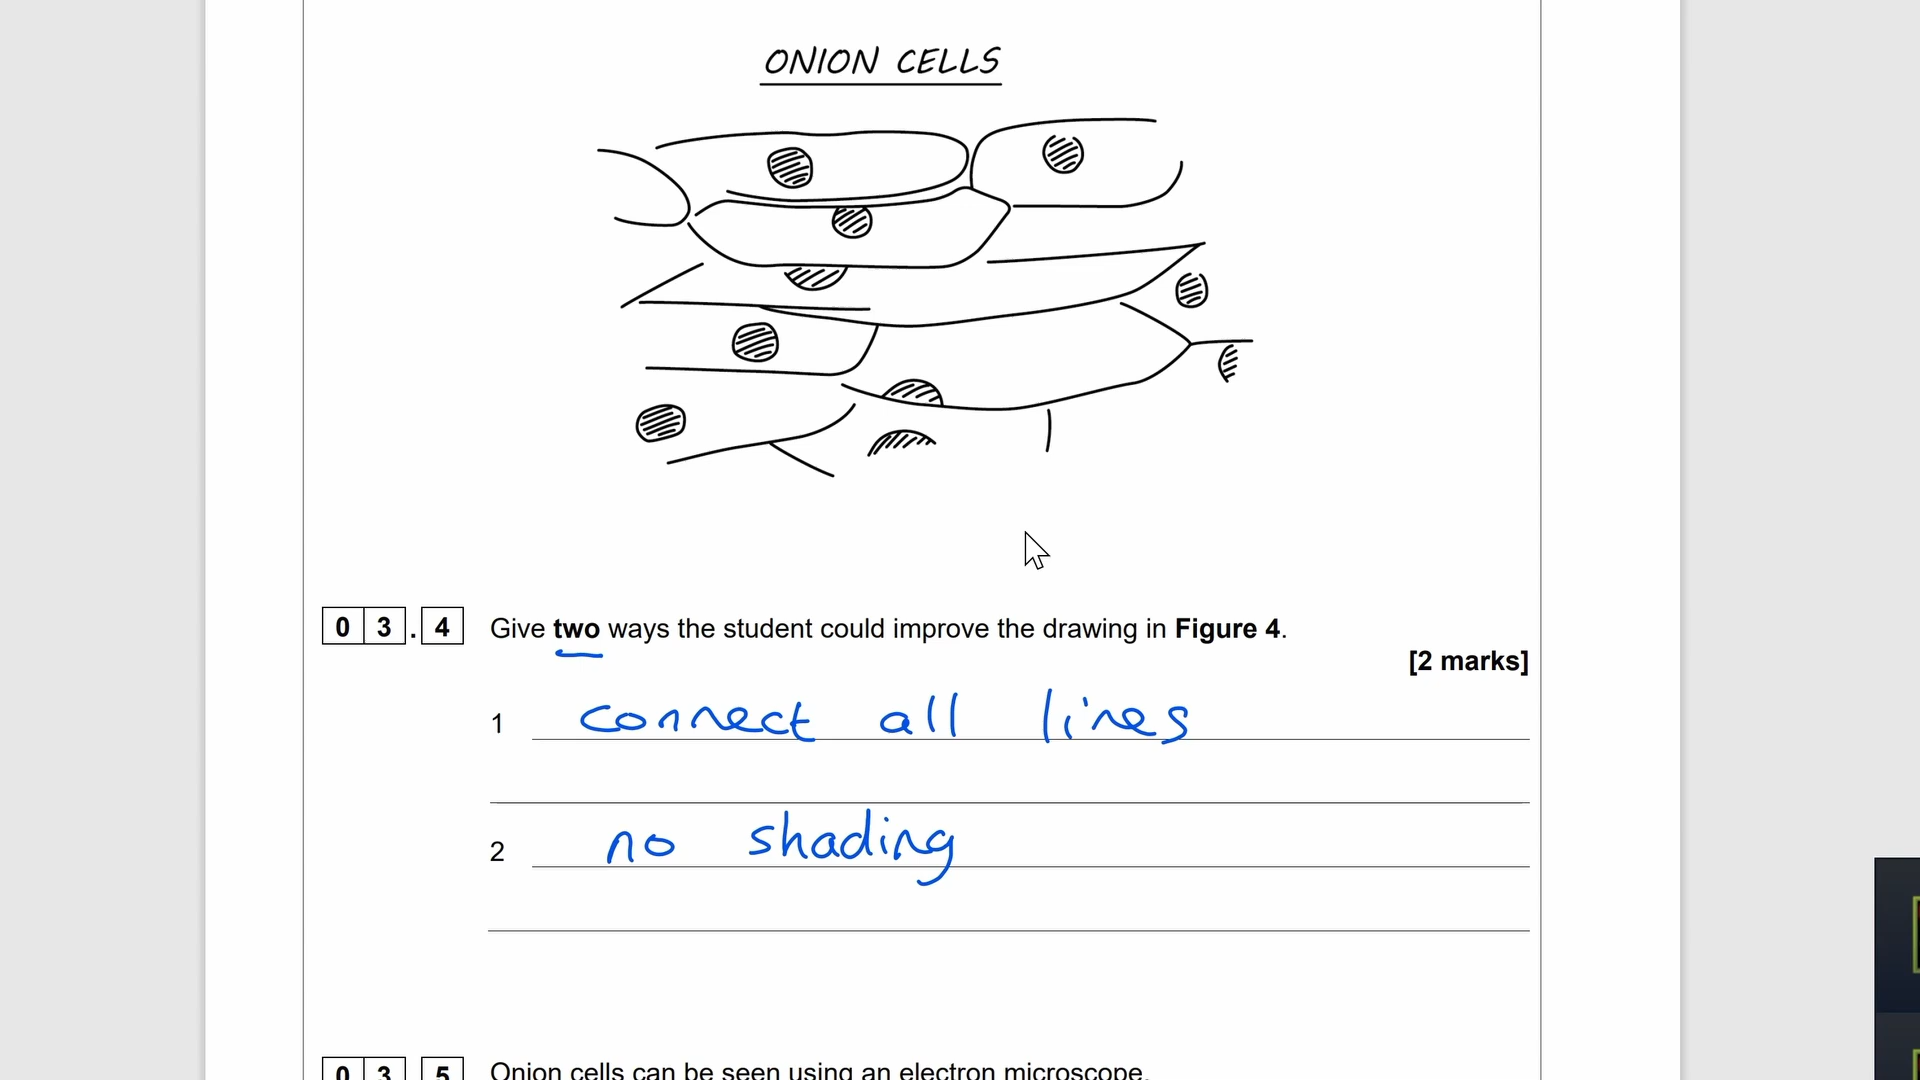 ONION CELLS
0 3 . 4 Give two ways the student could improve the drawing in Figure 4.
[2 marks]
1 connect all lines
2 no shading
0 3 5 Onion cells can be seen using an electron microscope.